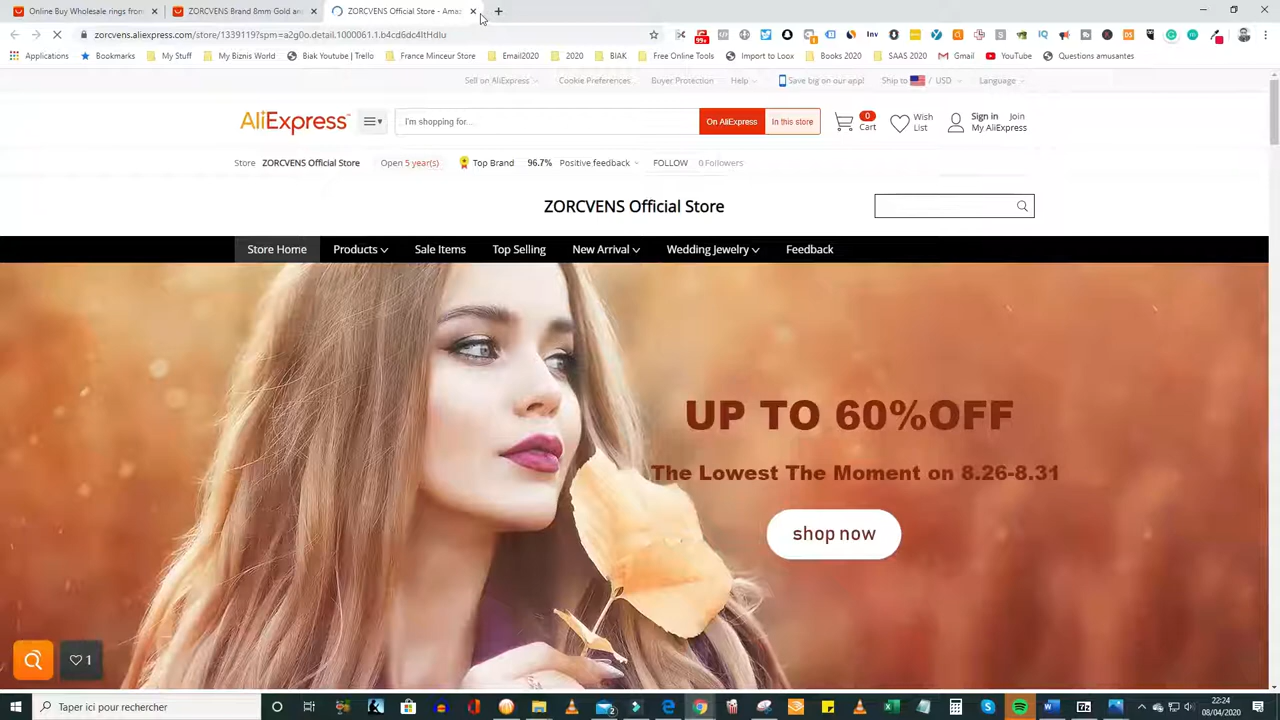 Online Buy Wholesale rings from
ZORCVENS Brand 8mm Gold an
ZORCVENS Official Store - Amaz
zorcvens.aliexpress.com/store/1339119?spm=a2g0o.detail.1000061.1.b4cd6dc4ItHdIu
Applications
Bookmarks
My Stuff
My Biznis World
Biak Youtube | Trello
France Minceur Store
Email2020
2020
BIAK
Free Online Tools
Import to Loox
Books 2020
SAAS 2020
Gmail
YouTube
Questions amusantes
Sell on AliExpress
Cookie Preferences
Buyer Protection
Help
Save big on our app!
Ship to / USD
Language
AliExpress
I'm shopping for...
On AliExpress
In this store
0
Cart
Wish
List
Sign in Join
My AliExpress
Store ZORCVENS Official Store Open 5 year(s) Top Brand 96.7% Positive feedback FOLLOW 0 Followers
ZORCVENS Official Store
Store Home Products Sale Items Top Selling New Arrival Wedding Jewelry Feedback
UP TO 60%OFF
The Lowest The Moment on 8.26-8.31
shop now
1
Taper ici pour rechercher
22:24
08/04/2020